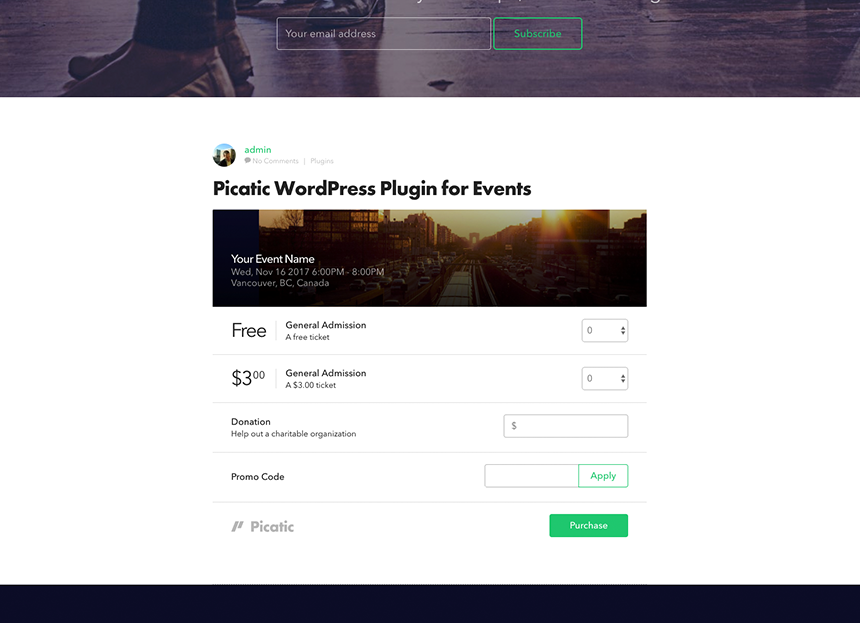 Your email address
Subscribe
admin
No Comments | Plugins
Picatic WordPress Plugin for Events
Your Event Name
Wed, Nov 16 2017 6:00PM - 8:00PM
Vancouver, BC, Canada
Free
General Admission
A free ticket
0
$300
General Admission
A $3.00 ticket
0
Donation
Help out a charitable organization
$
Promo Code
Apply
Picatic
Purchase